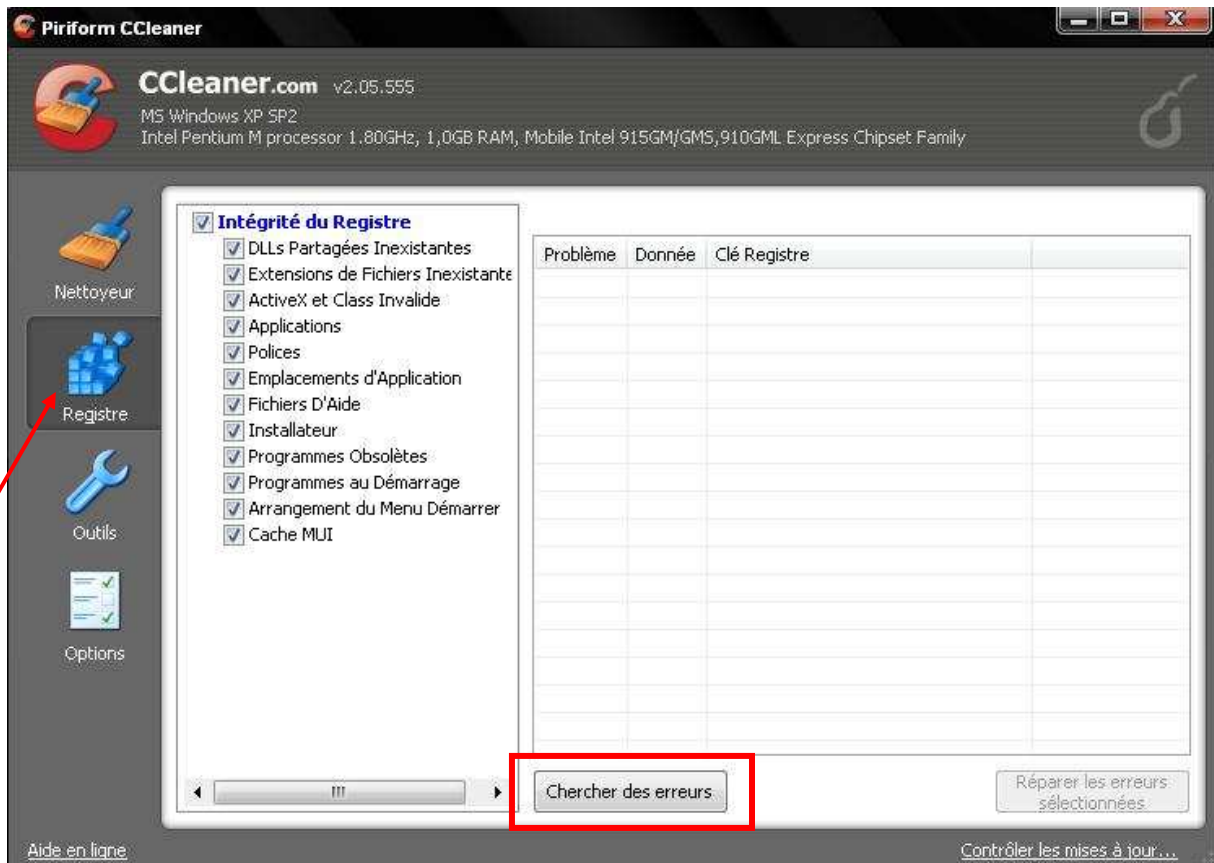 Piriform CCleaner
CCleaner.com v2.05.555
MS Windows XP SP2
Intel Pentium M processor 1.80GHz, 1,0GB RAM, Mobile Intel 915GM/GMS,910GML Express Chipset Family
Nettoyeur
Registre
Outils
Options
Intégrité du Registre
DLLs Partagées Inexistantes
Extensions de Fichiers Inexistante
ActiveX et Class Invalide
Applications
Polices
Emplacements d'Application
Fichiers D'Aide
Installateur
Programmes Obsolètes
Programmes au Démarrage
Arrangement du Menu Démarrer
Cache MUI
Problème Donnée Clé Registre
Chercher des erreurs
Réparer les erreurs
sélectionnées
Aide en ligne
Contrôler les mises à jour...